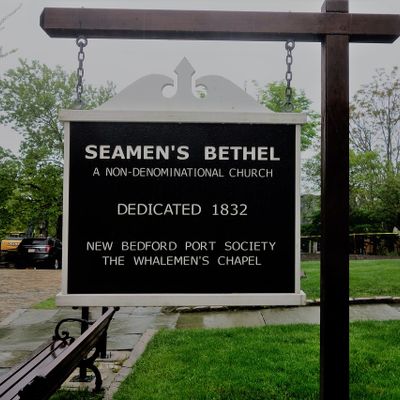 SEAMEN'S BETHEL
A NON-DENOMINATIONAL CHURCH
DEDICATED 1832
NEW BEDFORD PORT SOCIETY
THE WHALEMEN'S CHAPEL